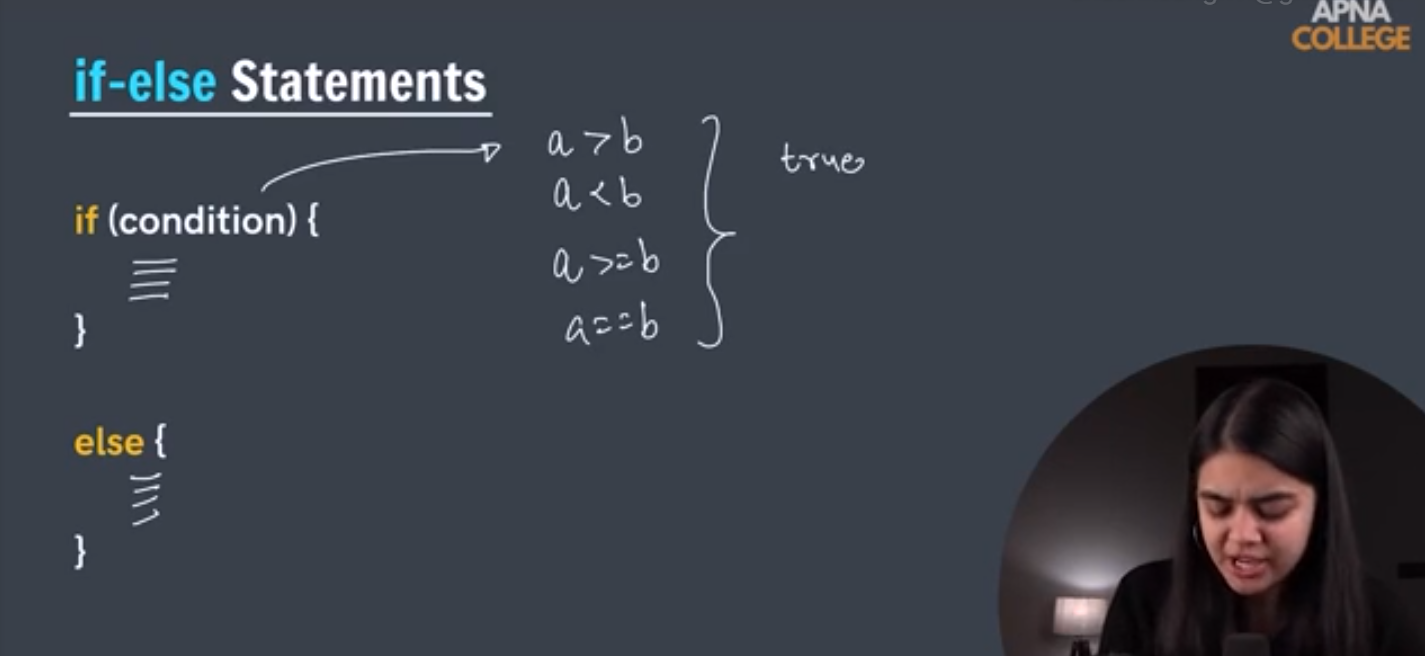 APNA
COLLEGE
if-else Statements
if (condition) {
}
else {
}
a > b
a < b
a >= b
a == b
true